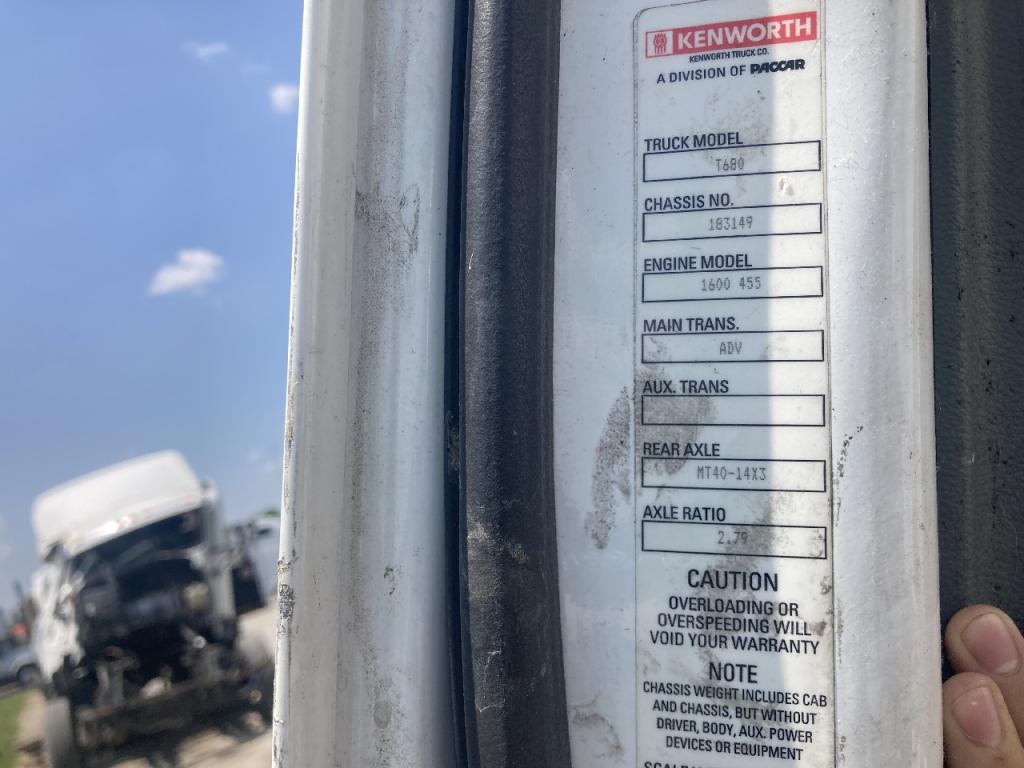 KENWORTH
KENWORTH TRUCK CO.
A DIVISION OF PACCAR
TRUCK MODEL
T680
CHASSIS NO.
183149
ENGINE MODEL
1600 455
MAIN TRANS.
ADV
AUX. TRANS
REAR AXLE
MT40-14X3
AXLE RATIO
2.79
CAUTION
OVERLOADING OR
OVERSPEEDING WILL
VOID YOUR WARRANTY
NOTE
CHASSIS WEIGHT INCLUDES CAB
AND CHASSIS, BUT WITHOUT
DRIVER, BODY, AUX. POWER
DEVICES OR EQUIPMENT